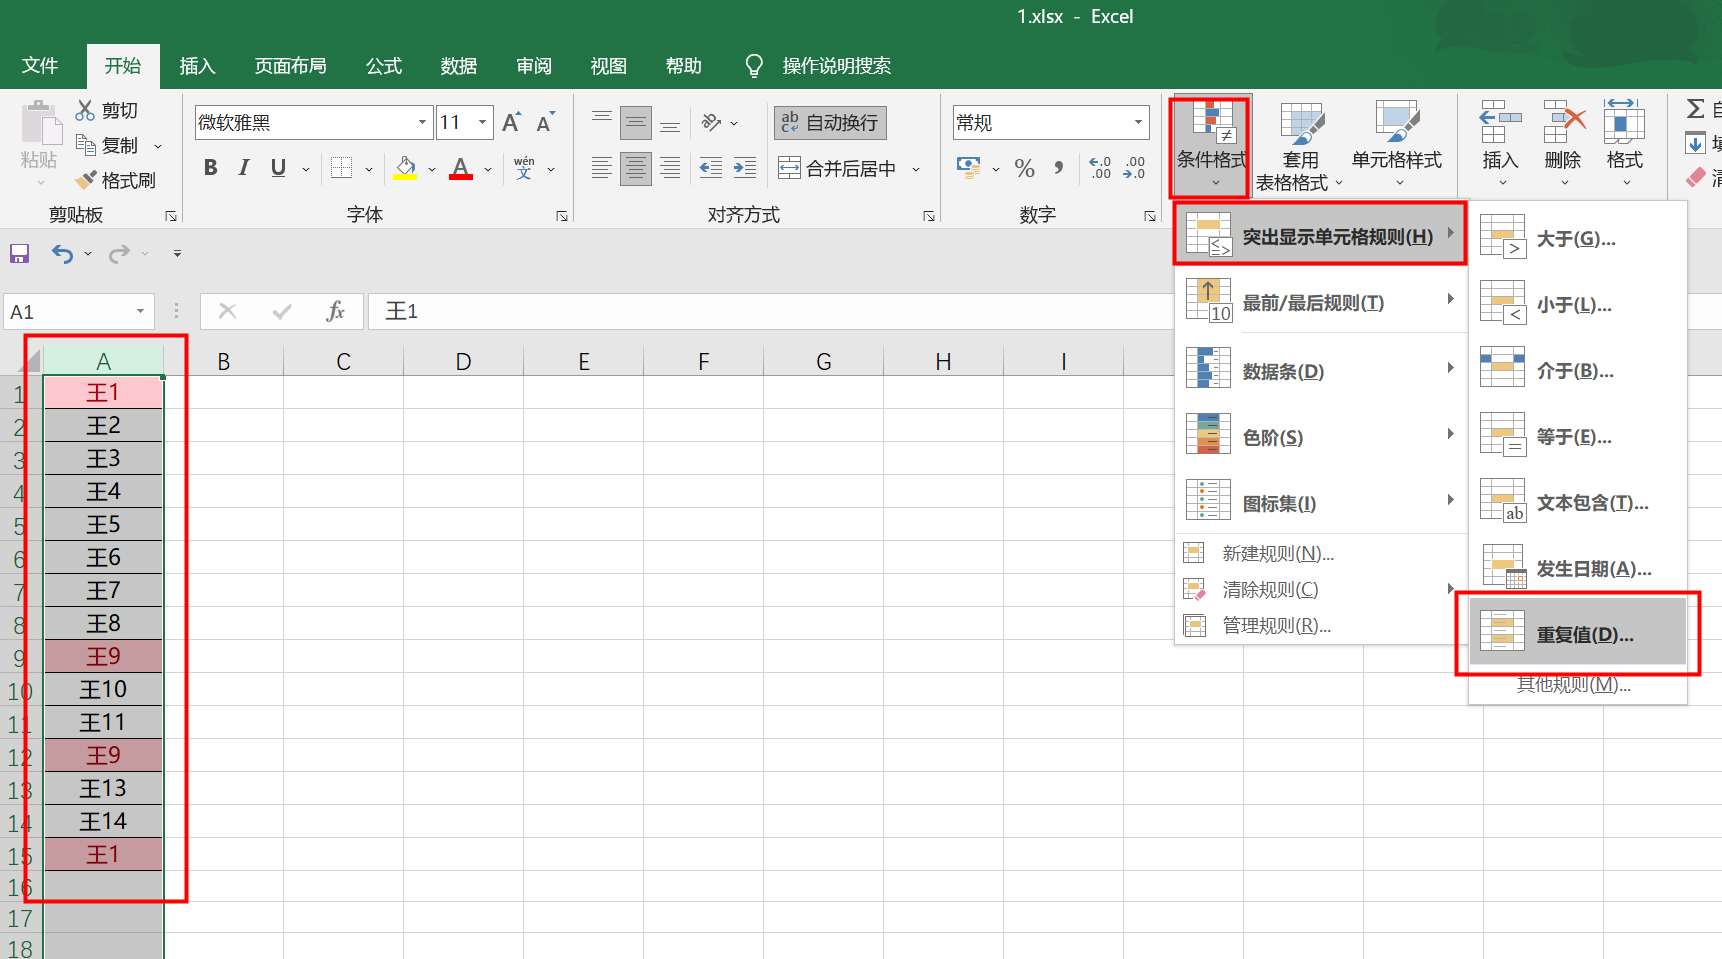 1.xlsx - Excel
文件 开始 插入 页面布局 公式 数据 审阅 视图 帮助 操作说明搜索
粘贴 剪切 复制 格式刷
剪贴板
微软雅黑 11 A A
B I U A wén 文
字体
ab 自动换行
合并后居中
对齐方式
常规
% , .0 .00 .00 .0
数字
条件格式
套用
表格格式
单元格样式
插入 删除 格式
Σ 自
填
清
突出显示单元格规则(H)
最前/最后规则(T)
数据条(D)
色阶(S)
图标集(I)
新建规则(N)...
清除规则(C)
管理规则(R)...
大于(G)...
小于(L)...
介于(B)...
等于(E)...
文本包含(T)...
发生日期(A)...
重复值(D)...
其他规则(M)...
A1 fx 王1
A B C D E F G H I
1 王1
2 王2
3 王3
4 王4
5 王5
6 王6
7 王7
8 王8
9 王9
10 王10
11 王11
12 王9
13 王13
14 王14
15 王1
16
17
18